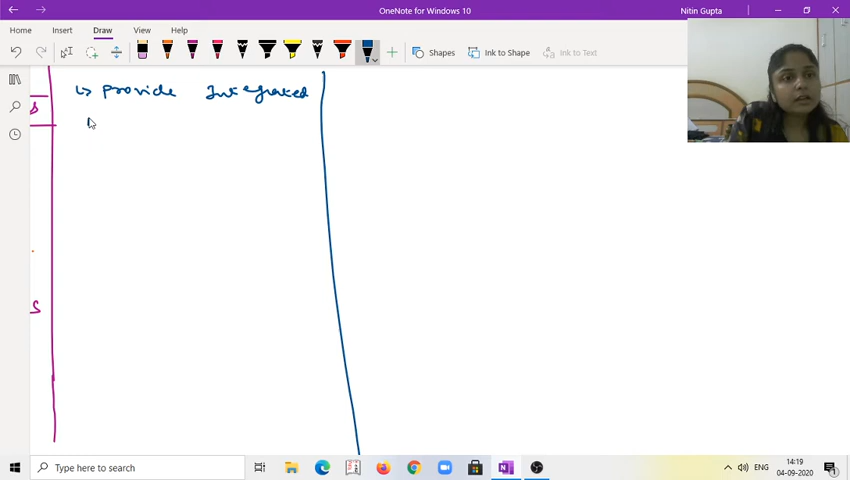 OneNote for Windows 10
Nitin Gupta
Home Insert Draw View Help
Shapes Ink to Shape Ink to Text
↳ Provide Integrated
s
s
Type here to search
ENG
14:19
04-09-2020